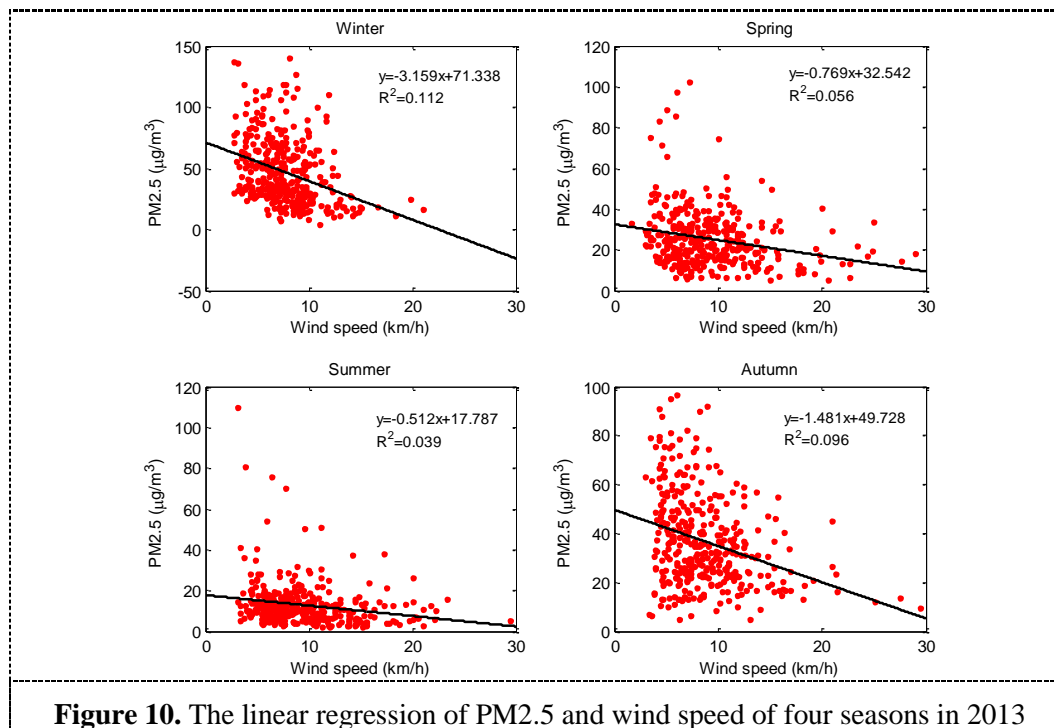 Winter
150
100
50
0
-50
0 10 20 30
PM2.5 (μg/m³)
Wind speed (km/h)
y=-3.159x+71.338
R²=0.112
Spring
120
100
80
60
40
20
0
0 10 20 30
PM2.5 (μg/m³)
Wind speed (km/h)
y=-0.769x+32.542
R²=0.056
Summer
120
100
80
60
40
20
0
0 10 20 30
PM2.5 (μg/m³)
Wind speed (km/h)
y=-0.512x+17.787
R²=0.039
Autumn
100
80
60
40
20
0
0 10 20 30
PM2.5 (μg/m³)
Wind speed (km/h)
y=-1.481x+49.728
R²=0.096
Figure 10. The linear regression of PM2.5 and wind speed of four seasons in 2013